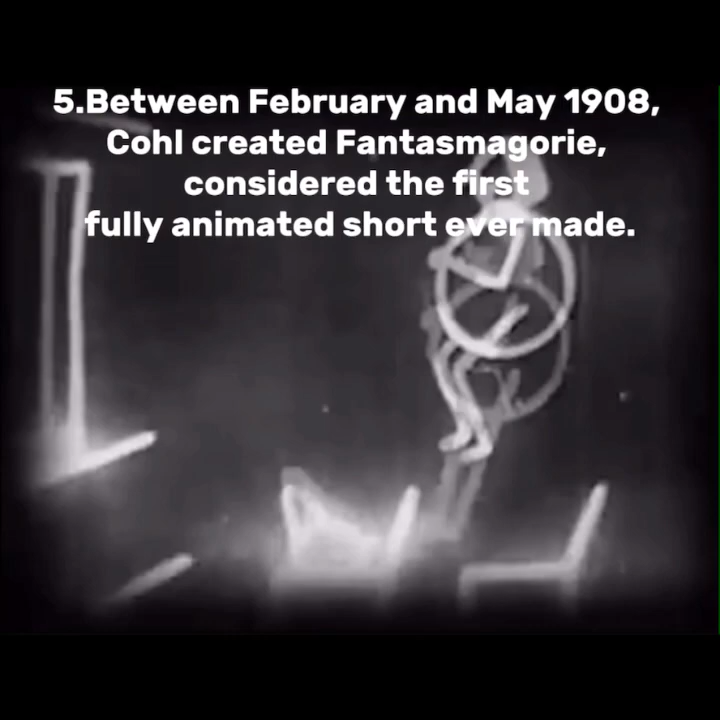 5.Between February and May 1908,
Cohl created Fantasmagorie,
considered the first
fully animated short ever made.